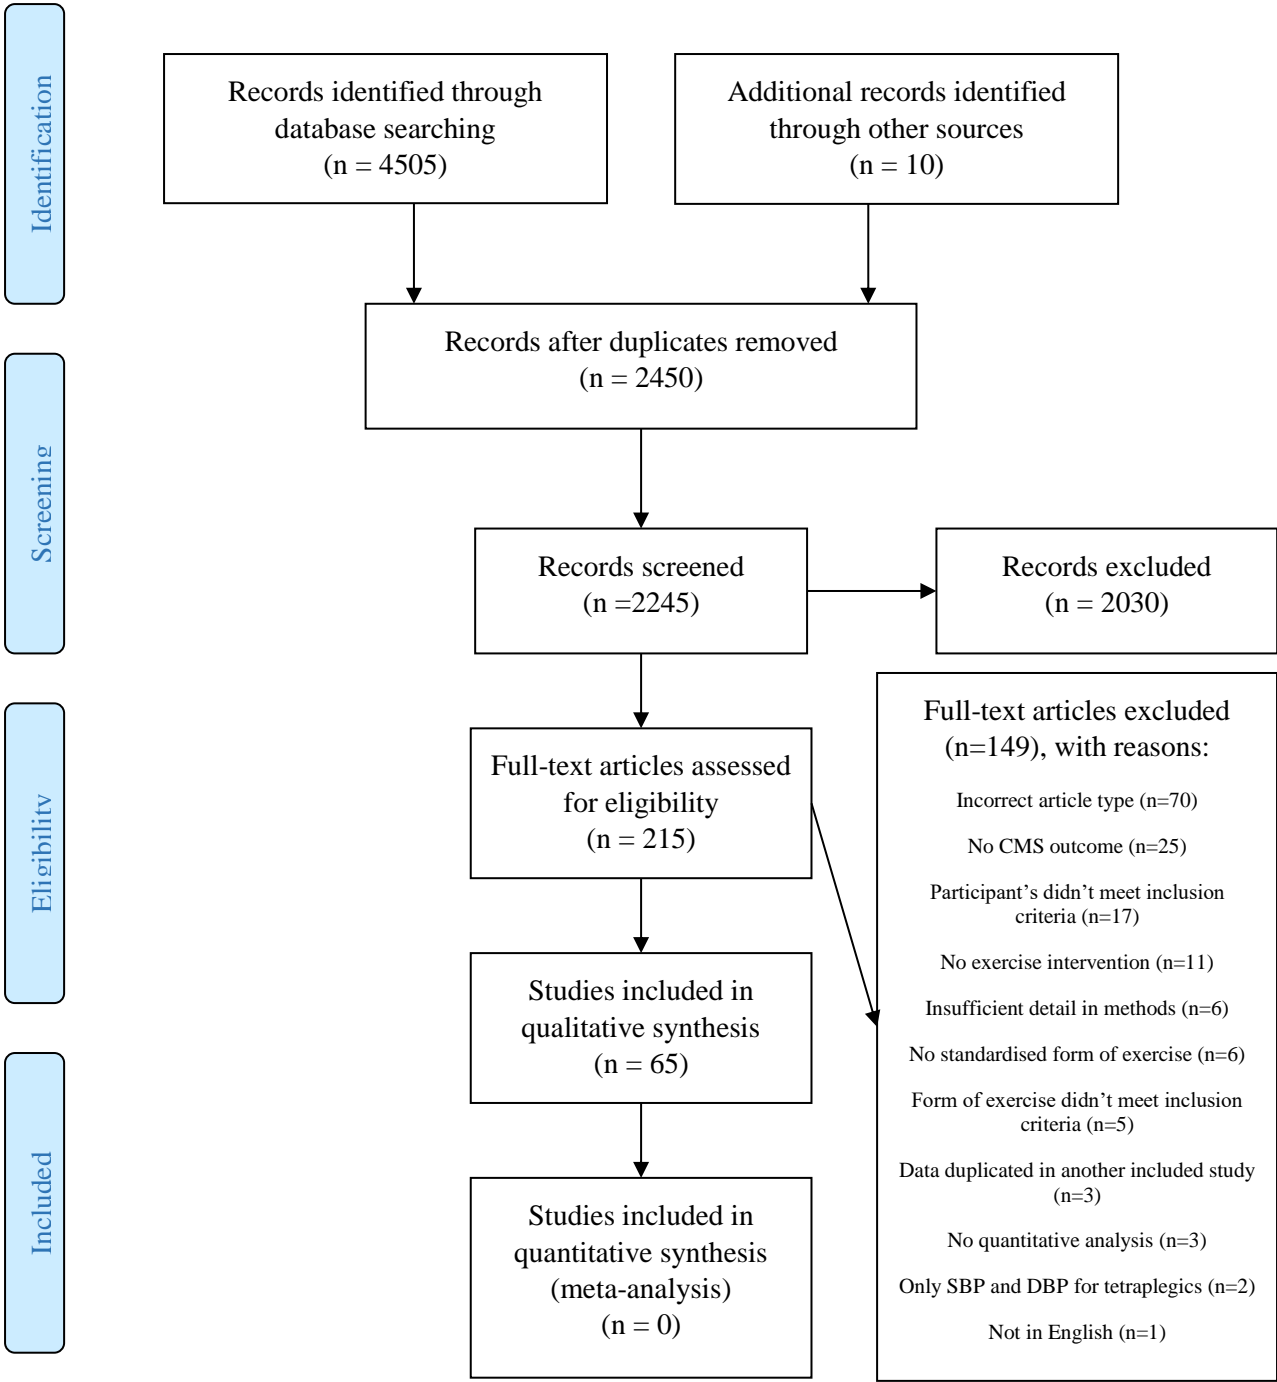 Identification
Records identified through
database searching
(n = 4505)
Additional records identified
through other sources
(n = 10)
Records after duplicates removed
(n = 2450)
Screening
Records screened
(n =2245)
Records excluded
(n = 2030)
Eligibility
Full-text articles assessed
for eligibility
(n = 215)
Full-text articles excluded
(n=149), with reasons:
Incorrect article type (n=70)
No CMS outcome (n=25)
Participant's didn't meet inclusion
criteria (n=17)
No exercise intervention (n=11)
Insufficient detail in methods (n=6)
No standardised form of exercise (n=6)
Form of exercise didn't meet inclusion
criteria (n=5)
Data duplicated in another included study
(n=3)
No quantitative analysis (n=3)
Only SBP and DBP for tetraplegics (n=2)
Not in English (n=1)
Studies included in
qualitative synthesis
(n = 65)
Included
Studies included in
quantitative synthesis
(meta-analysis)
(n = 0)